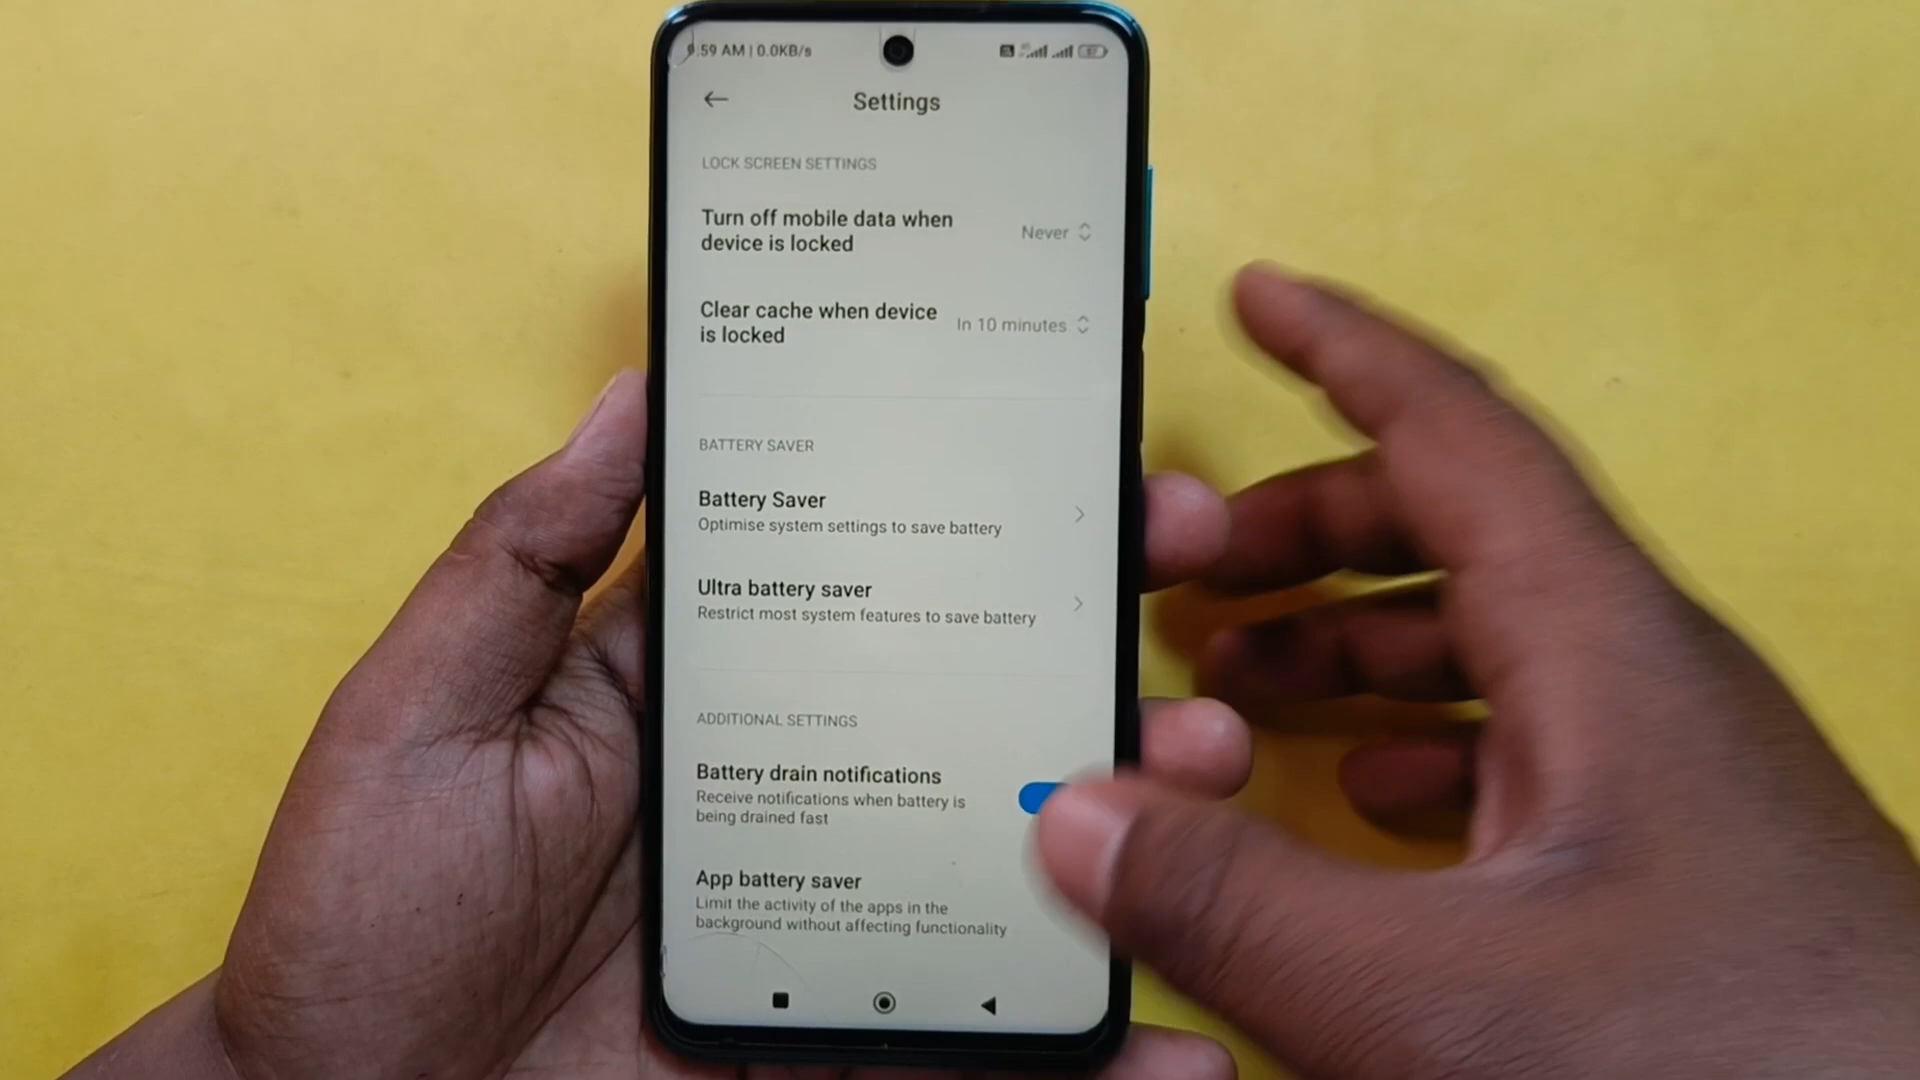 9:59 AM | 0.0KB/s
Settings
LOCK SCREEN SETTINGS
Turn off mobile data when
device is locked
Never
Clear cache when device
is locked
In 10 minutes
BATTERY SAVER
Battery Saver
Optimise system settings to save battery
Ultra battery saver
Restrict most system features to save battery
ADDITIONAL SETTINGS
Battery drain notifications
Receive notifications when battery is
being drained fast
App battery saver
Limit the activity of the apps in the
background without affecting functionality